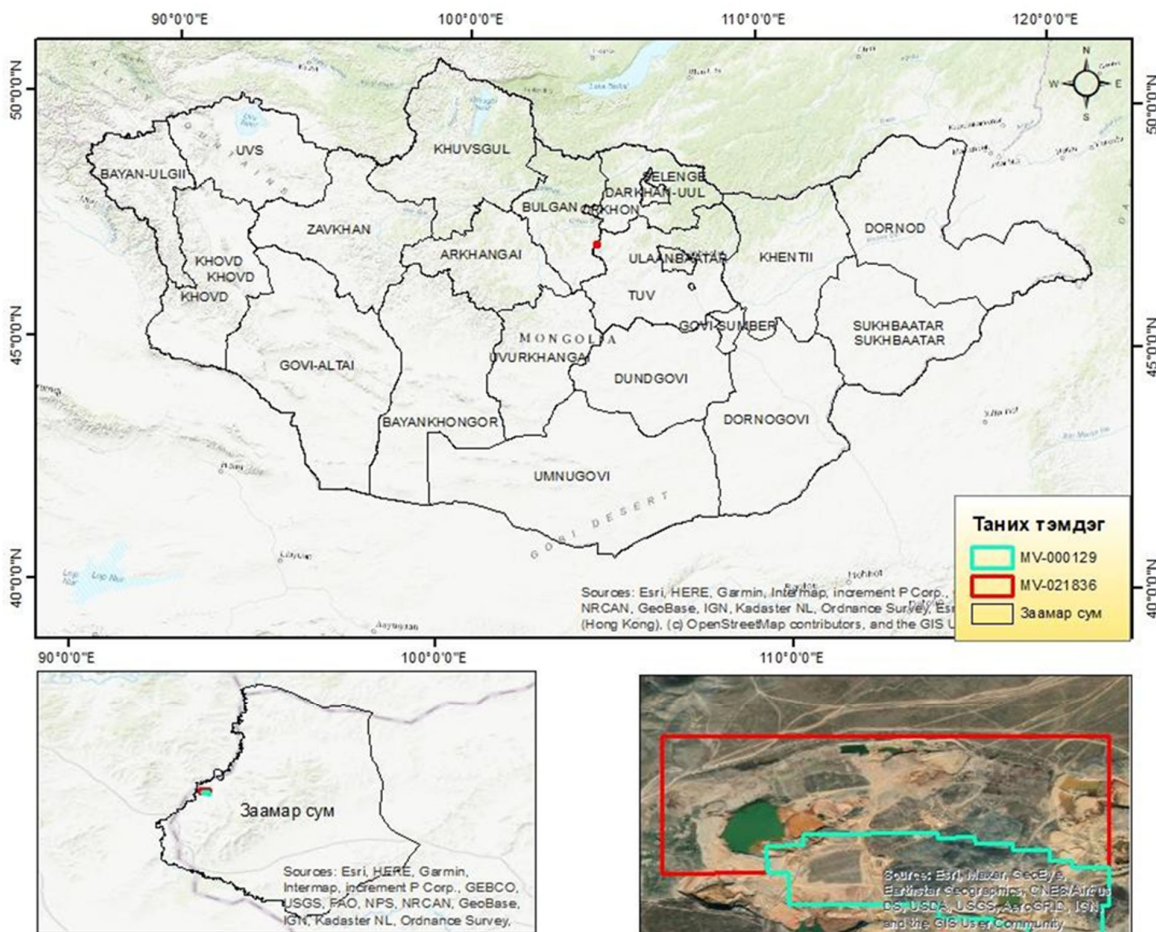 90°0'0"E 100°0'0"E 110°0'0"E 120°0'0"E
50°0'0"N 50°0'0"N
N
W E
S
UVS
KHUVSGUL
BAYAN-ULGII
SELENGE
DARKHAN-UUL
BULGAN ORKHON
ZAVKHAN
DORNOD
ARKHANGAI
ULAANBAATAR KHENTII
KHOVD
KHOVD
KHOVD
TUV
45°0'0"N 45°0'0"N
GOVI-SUMBER
MONGOLIA
SUKHBAATAR
SUKHBAATAR
UVURKHANGAI
GOVI-ALTAI
DUNDGOVI
BAYANKHONGOR
DORNOGOVI
UMNUGOVI
GOBI DESERT
Lop
Nur
Hohhot
40°0'0"N 40°0'0"N
Sources: Esri, HERE, Garmin, Intermap, increment P Corp.,
NRCAN, GeoBase, IGN, Kadaster NL, Ordnance Survey, Esri
(Hong Kong), (c) OpenStreetMap contributors, and the GIS U
Таних тэмдэг
MV-000129
MV-021836
Заамар сум
90°0'0"E 100°0'0"E 110°0'0"E
Заамар сум
Sources: Esri, HERE, Garmin,
Intermap, increment P Corp., GEBCO,
USGS, FAO, NPS, NRCAN, GeoBase,
IGN, Kadaster NL, Ordnance Survey,
Source: Esri, Maxar, GeoEye,
Earthstar Geographics, CNES/Airbus
DS, USDA, USGS, AeroGRID, IGN,
and the GIS User Community